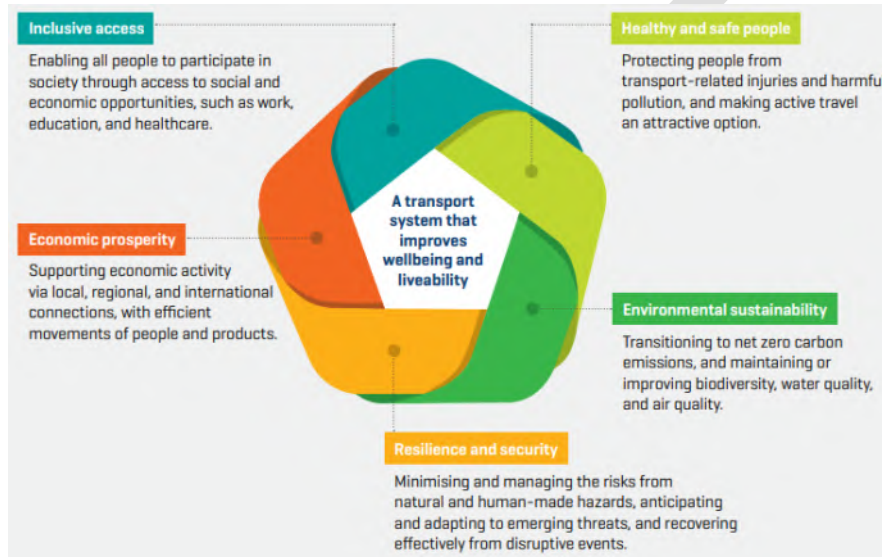 Inclusive access
Enabling all people to participate in
society through access to social and
economic opportunities, such as work,
education, and healthcare.
Healthy and safe people
Protecting people from
transport-related injuries and harmfu
pollution, and making active travel
an attractive option.
A transport
system that
improves
wellbeing and
liveability
Economic prosperity
Supporting economic activity
via local, regional, and international
connections, with efficient
movements of people and products.
Environmental sustainability
Transitioning to net zero carbon
emissions, and maintaining or
improving biodiversity, water quality,
and air quality.
Resilience and security
Minimising and managing the risks from
natural and human-made hazards, anticipating
and adapting to emerging threats, and recovering
effectively from disruptive events.